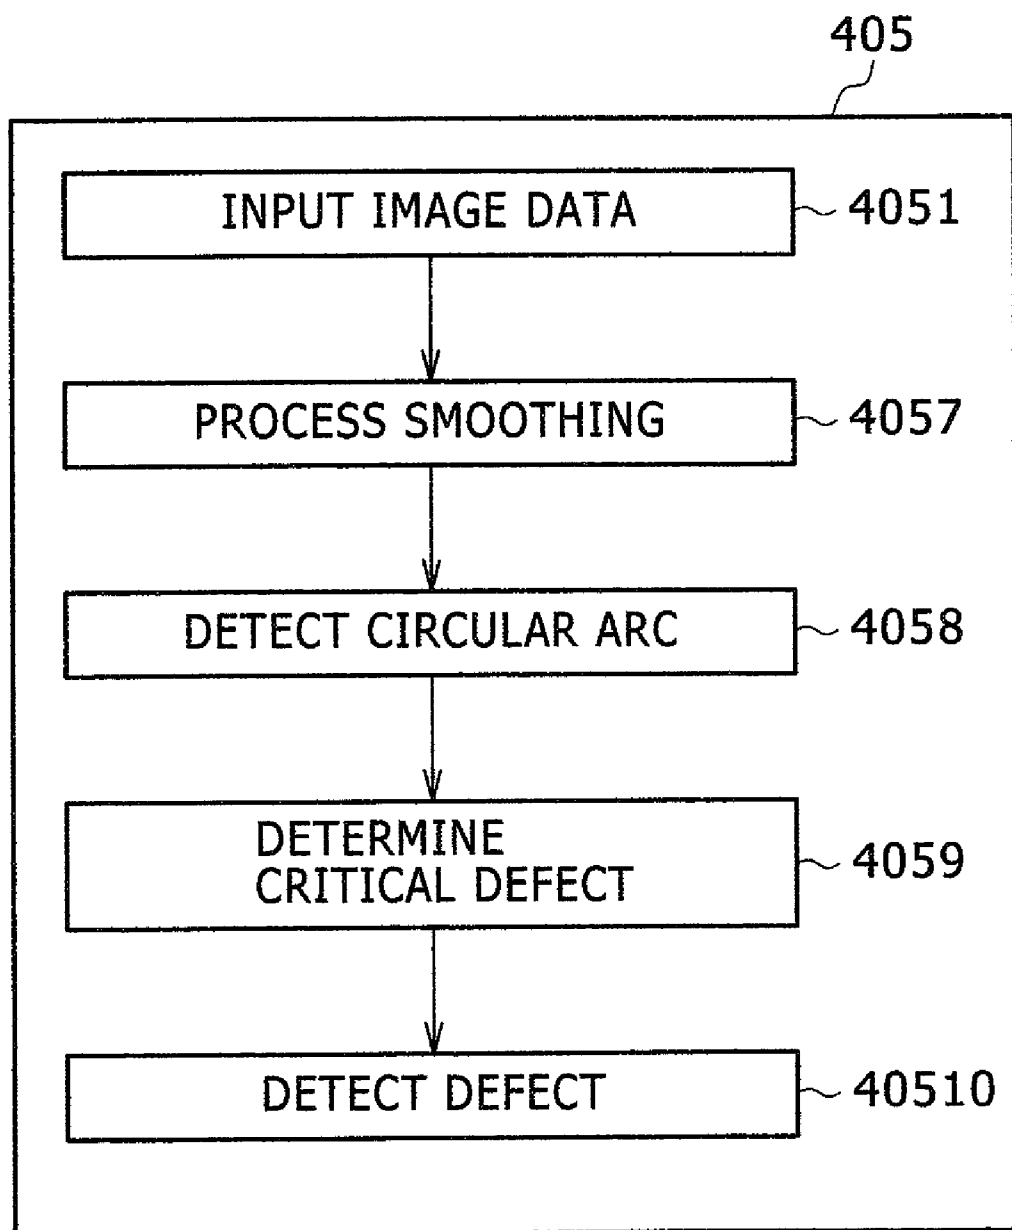 405
INPUT IMAGE DATA
4051
PROCESS SMOOTHING
4057
DETECT CIRCULAR ARC
4058
DETERMINE
CRITICAL DEFECT
4059
DETECT DEFECT
40510